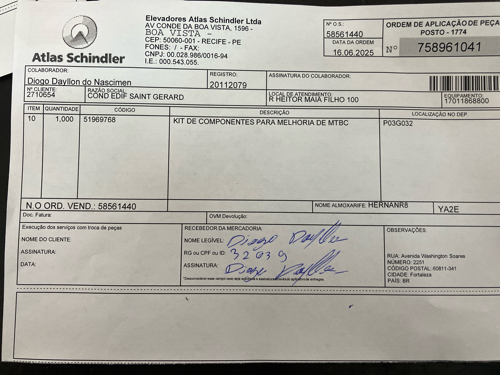 Elevadores Atlas Schindler Ltda
AV CONDE DA BOA VISTA, 1596 -
BOA VISTA -
CEP: 50060-001 - RECIFE - PE
FONES: / - FAX:
CNPJ: 00.028.986/0016-94
I.E.: 000.543.055.
Atlas Schindler
Nº O.S.:
58561440
DATA DA ORDEM
16.06.2025
ORDEM DE APLICAÇÃO DE PEÇA
POSTO - 1774
Nº 758961041
COLABORADOR:
Diogo Dayllon do Nascimen
REGISTRO:
20112079
ASSINATURA DO COLABORADOR:
Nº CLIENTE
2710654
RAZÃO SOCIAL
COND EDIF SAINT GERARD
LOCAL DE ATENDIMENTO:
R HEITOR MAIA FILHO 100
EQUIPAMENTO:
17011868800
ITEM QUANTIDADE CÓDIGO DESCRIÇÃO LOCALIZAÇÃO NO DEP.
10 1,000 51969768 KIT DE COMPONENTES PARA MELHORIA DE MTBC P03G032
N.O ORD. VEND.: 58561440
NOME ALMOXARIFE: HERNANR8
YA2E
Doc. Fatura:
OVM Devolução:
Execução dos serviços com troca de peças
NOME DO CLIENTE:
ASSINATURA:
DATA:
RECEBEDOR DA MERCADORIA:
NOME LEGÍVEL: Diogo Dayllon
RG ou CPF ou ID: 32039
ASSINATURA: Diogo Dayllon
OBSERVAÇÕES:
RUA: Avenida Washington Soares
NÚMERO: 2251
CÓDIGO POSTAL: 60811-341
CIDADE: Fortaleza
PAÍS: BR